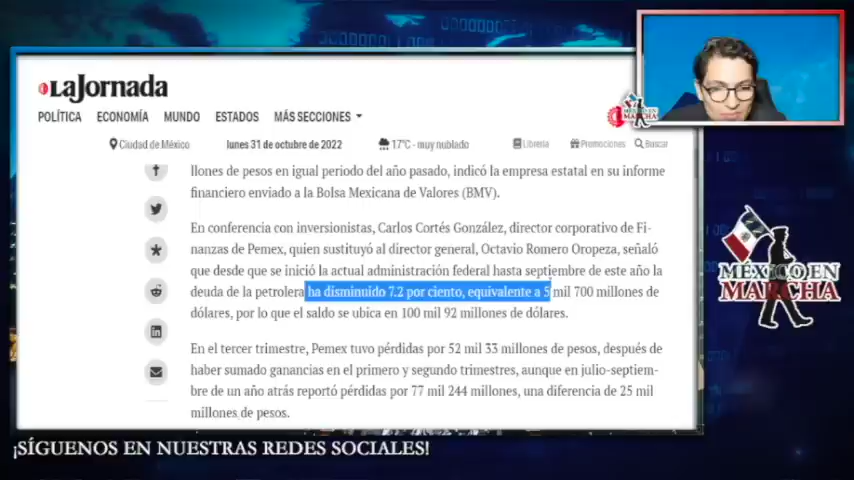 LaJornada
POLÍTICA ECONOMÍA MUNDO ESTADOS MÁS SECCIONES
Ciudad de México lunes 31 de octubre de 2022 17°C - muy nublado Librería Promociones Buscar
llones de pesos en igual periodo del año pasado, indicó la empresa estatal en su informe
financiero enviado a la Bolsa Mexicana de Valores (BMV).
En conferencia con inversionistas, Carlos Cortés González, director corporativo de Fi-
nanzas de Pemex, quien sustituyó al director general, Octavio Romero Oropeza, señaló
que desde que se inició la actual administración federal hasta septiembre de este año la
deuda de la petrolera ha disminuido 7.2 por ciento, equivalente a 5 mil 700 millones de
dólares, por lo que el saldo se ubica en 100 mil 92 millones de dólares.
En el tercer trimestre, Pemex tuvo pérdidas por 52 mil 33 millones de pesos, después de
haber sumado ganancias en el primero y segundo trimestres, aunque en julio-septiem-
bre de un año atrás reportó pérdidas por 77 mil 244 millones, una diferencia de 25 mil
millones de pesos.
MÉXICO EN
MARCHA
MÉXICO EN
MARCHA
¡SÍGUENOS EN NUESTRAS REDES SOCIALES!